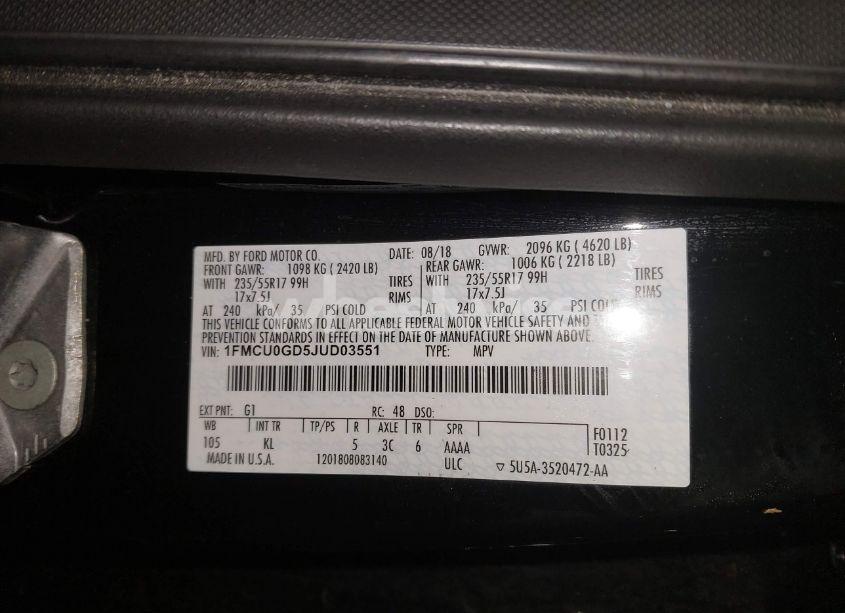 MFD. BY FORD MOTOR CO. DATE: 08/18 GVWR: 2096 KG ( 4620 LB)
FRONT GAWR: 1098 KG ( 2420 LB) REAR GAWR: 1006 KG ( 2218 LB)
WITH 235/55R17 99H TIRES WITH 235/55R17 99H TIRES
17x7.5J RIMS 17x7.5J RIMS
AT 240 kPa/ 35 PSI COLD AT 240 kPa/ 35 PSI COLD
THIS VEHICLE CONFORMS TO ALL APPLICABLE FEDERAL MOTOR VEHICLE SAFETY AND THEFT
PREVENTION STANDARDS IN EFFECT ON THE DATE OF MANUFACTURE SHOWN ABOVE.
VIN: 1FMCU0GD5JUD03551 TYPE: MPV
EXT PNT: G1 RC: 48 DSO:
WB INT TR TP/PS R AXLE TR SPR F0112
105 KL 5 3C 6 AAAA T0325
MADE IN U.S.A. 1201808083140 ULC ▽ 5U5A-3520472-AA